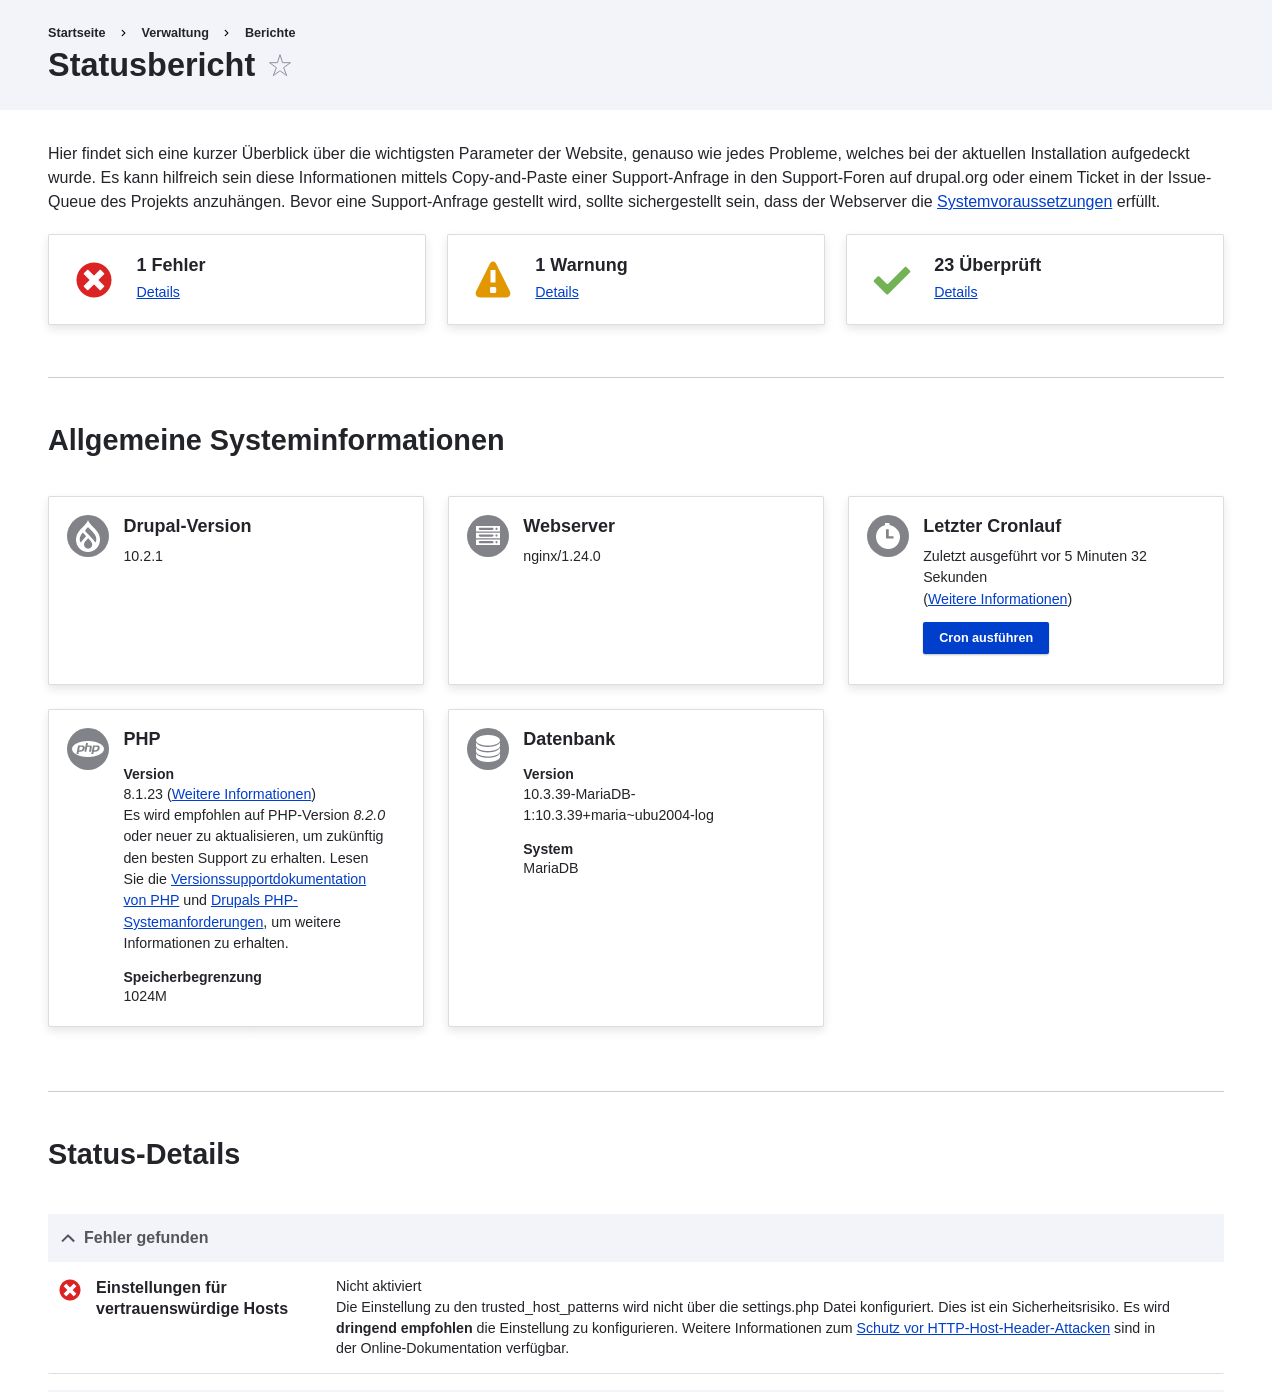 Startseite > Verwaltung > Berichte
Statusbericht ☆
Hier findet sich eine kurzer Überblick über die wichtigsten Parameter der Website, genauso wie jedes Probleme, welches bei der aktuellen Installation aufgedeckt
wurde. Es kann hilfreich sein diese Informationen mittels Copy-and-Paste einer Support-Anfrage in den Support-Foren auf drupal.org oder einem Ticket in der Issue-
Queue des Projekts anzuhängen. Bevor eine Support-Anfrage gestellt wird, sollte sichergestellt sein, dass der Webserver die Systemvoraussetzungen erfüllt.
1 Fehler
Details
1 Warnung
Details
23 Überprüft
Details
Allgemeine Systeminformationen
Drupal-Version
10.2.1
Webserver
nginx/1.24.0
Letzter Cronlauf
Zuletzt ausgeführt vor 5 Minuten 32
Sekunden
(Weitere Informationen)
Cron ausführen
php
PHP
Version
8.1.23 (Weitere Informationen)
Es wird empfohlen auf PHP-Version 8.2.0
oder neuer zu aktualisieren, um zukünftig
den besten Support zu erhalten. Lesen
Sie die Versionssupportdokumentation
von PHP und Drupals PHP-
Systemanforderungen, um weitere
Informationen zu erhalten.
Speicherbegrenzung
1024M
Datenbank
Version
10.3.39-MariaDB-
1:10.3.39+maria~ubu2004-log
System
MariaDB
Status-Details
Fehler gefunden
Einstellungen für
vertrauenswürdige Hosts
Nicht aktiviert
Die Einstellung zu den trusted_host_patterns wird nicht über die settings.php Datei konfiguriert. Dies ist ein Sicherheitsrisiko. Es wird
dringend empfohlen die Einstellung zu konfigurieren. Weitere Informationen zum Schutz vor HTTP-Host-Header-Attacken sind in
der Online-Dokumentation verfügbar.